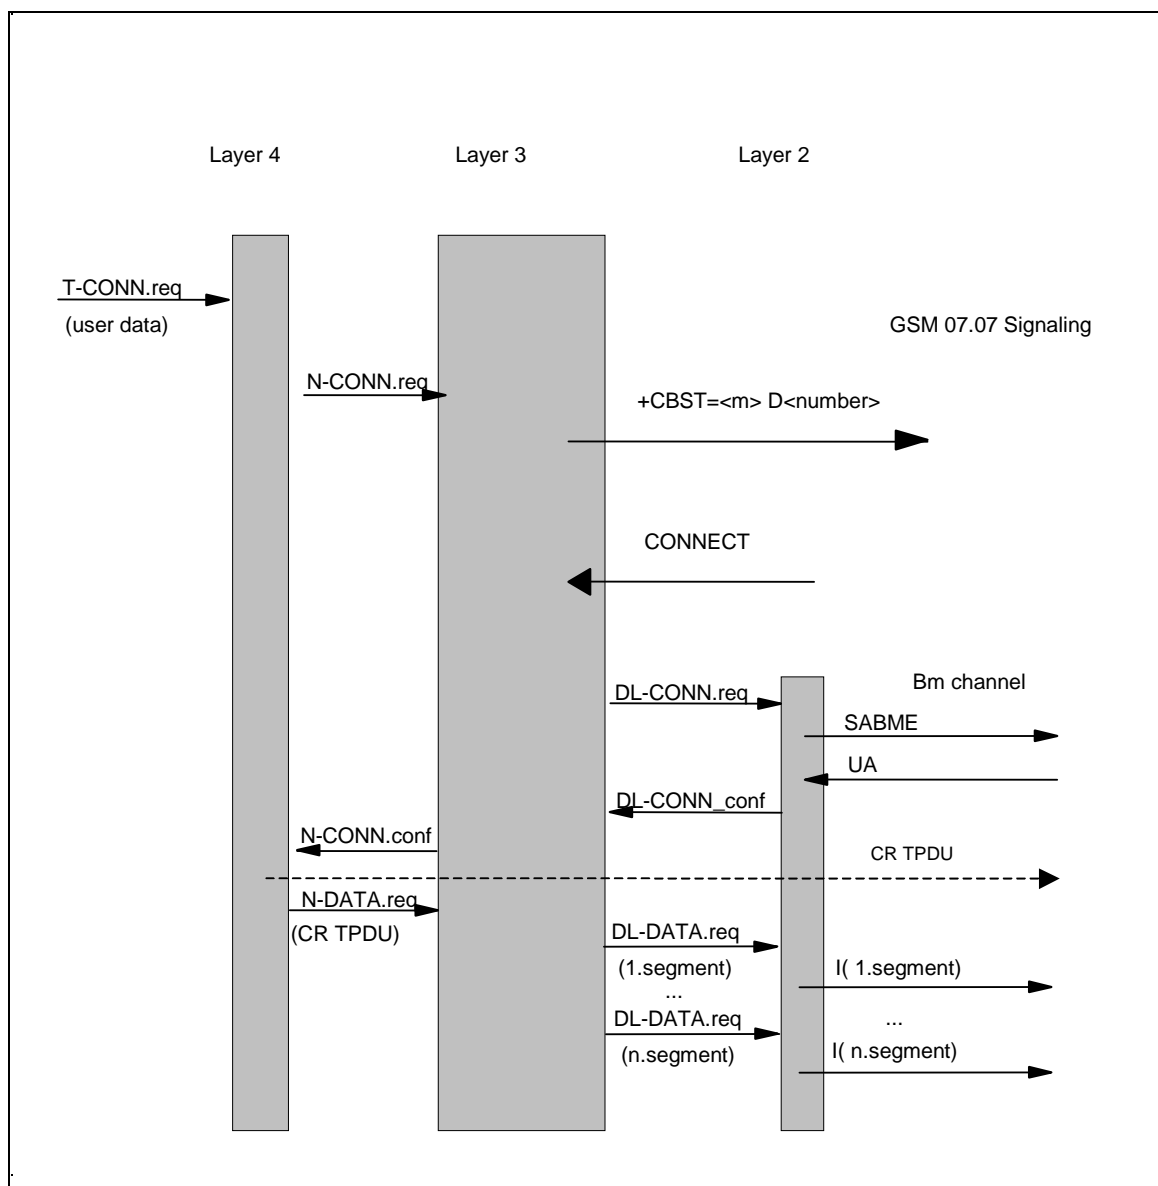 Layer 4
Layer 3
Layer 2
T-CONN.req
(user data)
GSM 07.07 Signaling
N-CONN.req
+CBST=<m> D<number>
CONNECT
DL-CONN.req
Bm channel
SABME
UA
DL-CONN_conf
N-CONN.conf
CR TPDU
N-DATA.req
(CR TPDU)
DL-DATA.req
(1.segment)
I( 1.segment)
...
...
DL-DATA.req
(n.segment)
I( n.segment)